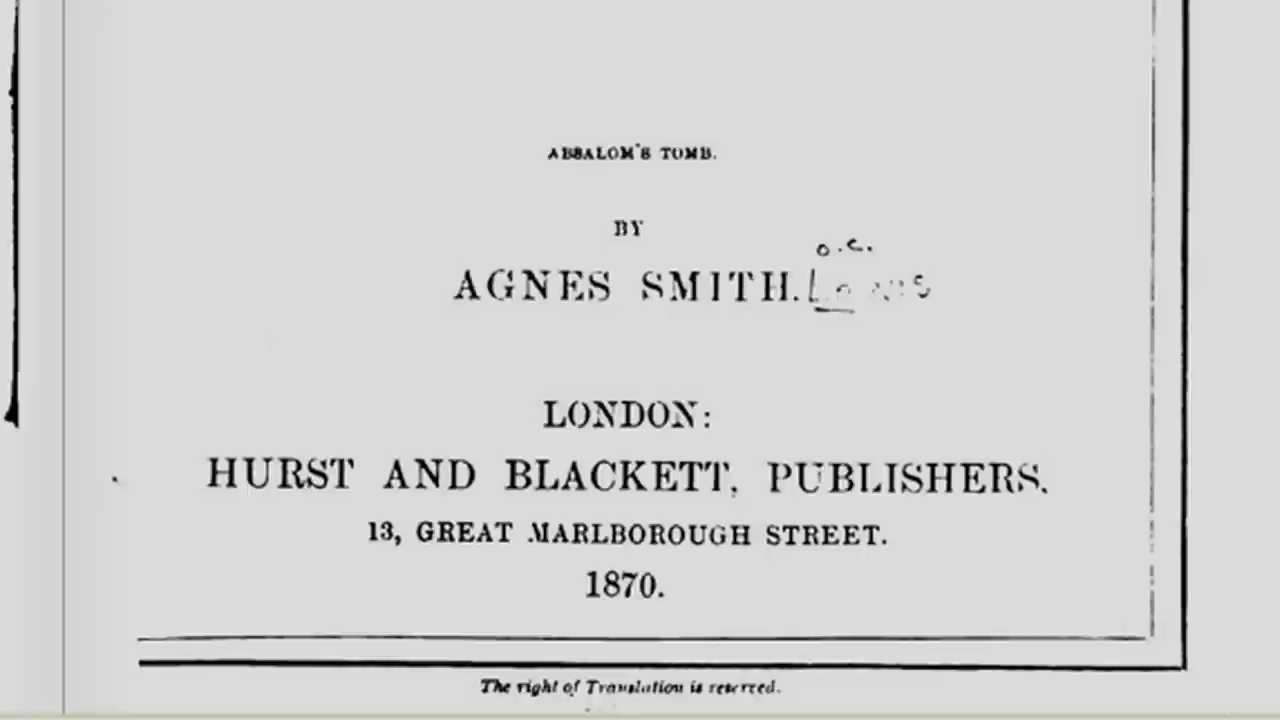 ABSALOM'S TOMB.
BY
o.c.
AGNES SMITH.
LONDON:
HURST AND BLACKETT, PUBLISHERS,
13, GREAT MARLBOROUGH STREET.
1870.
The right of Translation is reserved.